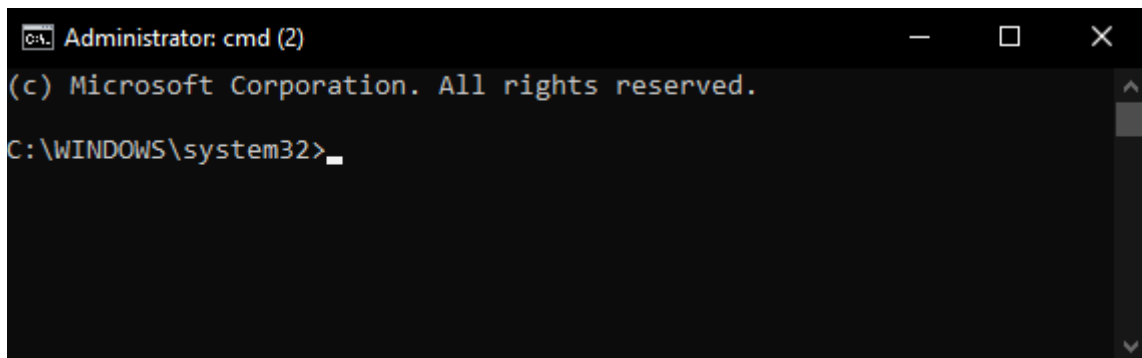 Administrator: cmd (2)
(c) Microsoft Corporation. All rights reserved.
C:\WINDOWS\system32>